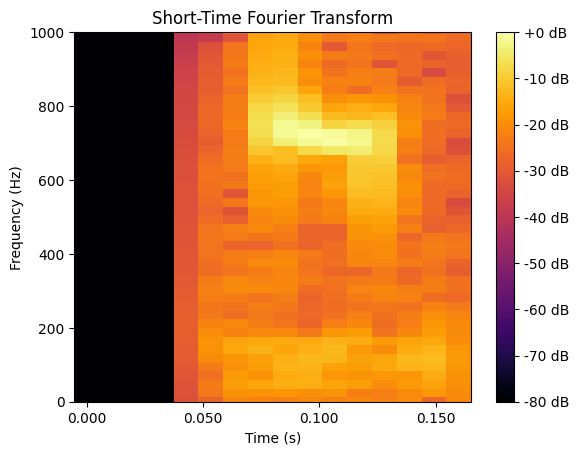 Short-Time Fourier Transform
1000
800
600
400
200
0
Frequency (Hz)
0.000
0.050
0.100
0.150
Time (s)
+0 dB
-10 dB
-20 dB
-30 dB
-40 dB
-50 dB
-60 dB
-70 dB
-80 dB